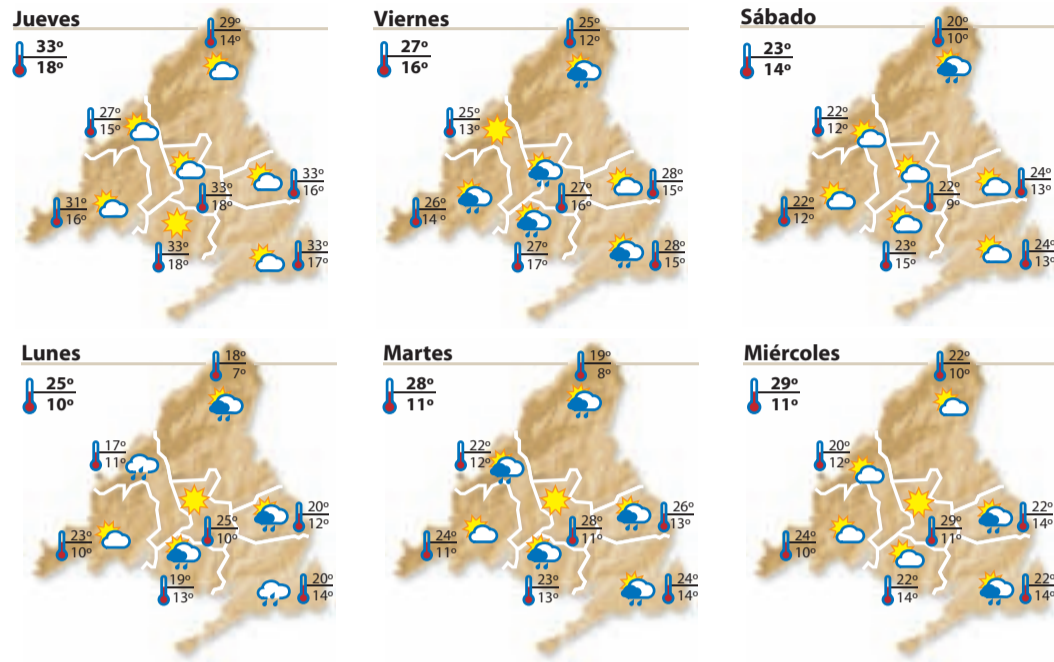 Jueves
33º
18º
29º
14º
27º
15º
33º
16º
33º
18º
31º
16º
33º
18º
33º
17º
Viernes
27º
16º
25º
12º
25º
13º
28º
15º
27º
16º
26º
14º
27º
17º
28º
15º
Sábado
23º
14º
20º
10º
22º
12º
24º
13º
22º
9º
22º
12º
23º
15º
24º
13º
Lunes
25º
10º
18º
7º
17º
11º
20º
12º
25º
10º
23º
10º
19º
13º
20º
14º
Martes
28º
11º
19º
8º
22º
12º
26º
13º
28º
11º
24º
11º
23º
13º
24º
14º
Miércoles
29º
11º
22º
10º
20º
12º
22º
14º
29º
11º
24º
10º
22º
14º
22º
14º